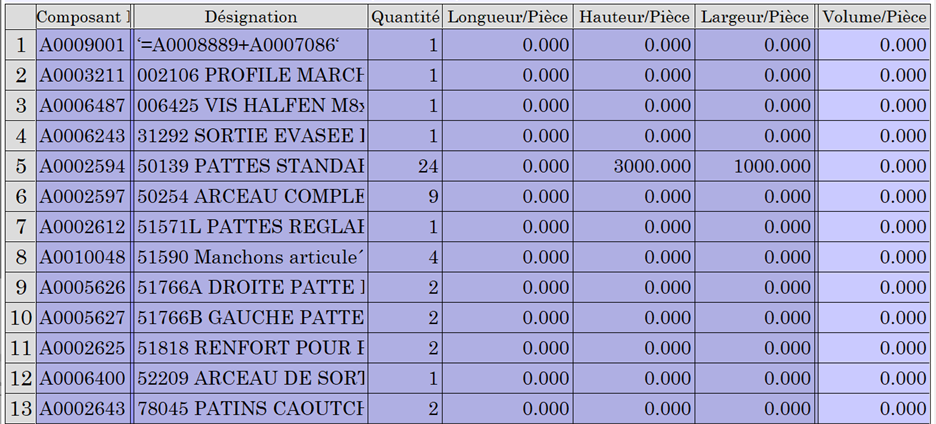 Composant Désignation Quantité Longueur/Pièce Hauteur/Pièce Largeur/Pièce Volume/Pièce
1 A0009001 ‘=A0008889+A0007086‘ 1 0.000 0.000 0.000 0.000
2 A0003211 002106 PROFILE 1 0.000 0.000 0.000 0.000
3 A0006487 006425 VIS HALFEN M8x 1 0.000 0.000 0.000 0.000
4 A0006243 31292 SORTIE EVASEE 1 0.000 0.000 0.000 0.000
5 A0002594 50139 PATTES 24 0.000 3000.000 1000.000 0.000
6 A0002597 50254 ARCEAU COMPLE 9 0.000 0.000 0.000 0.000
7 A0002612 51571L PATTES 1 0.000 0.000 0.000 0.000
8 A0010048 51590 Manchons articule´ 4 0.000 0.000 0.000 0.000
9 A0005626 51766A DROITE PATTE 2 0.000 0.000 0.000 0.000
10 A0005627 51766B GAUCHE PATTE 2 0.000 0.000 0.000 0.000
11 A0002625 51818 RENFORT POUR 2 0.000 0.000 0.000 0.000
12 A0006400 52209 ARCEAU DE SORT 1 0.000 0.000 0.000 0.000
13 A0002643 78045 PATINS 2 0.000 0.000 0.000 0.000